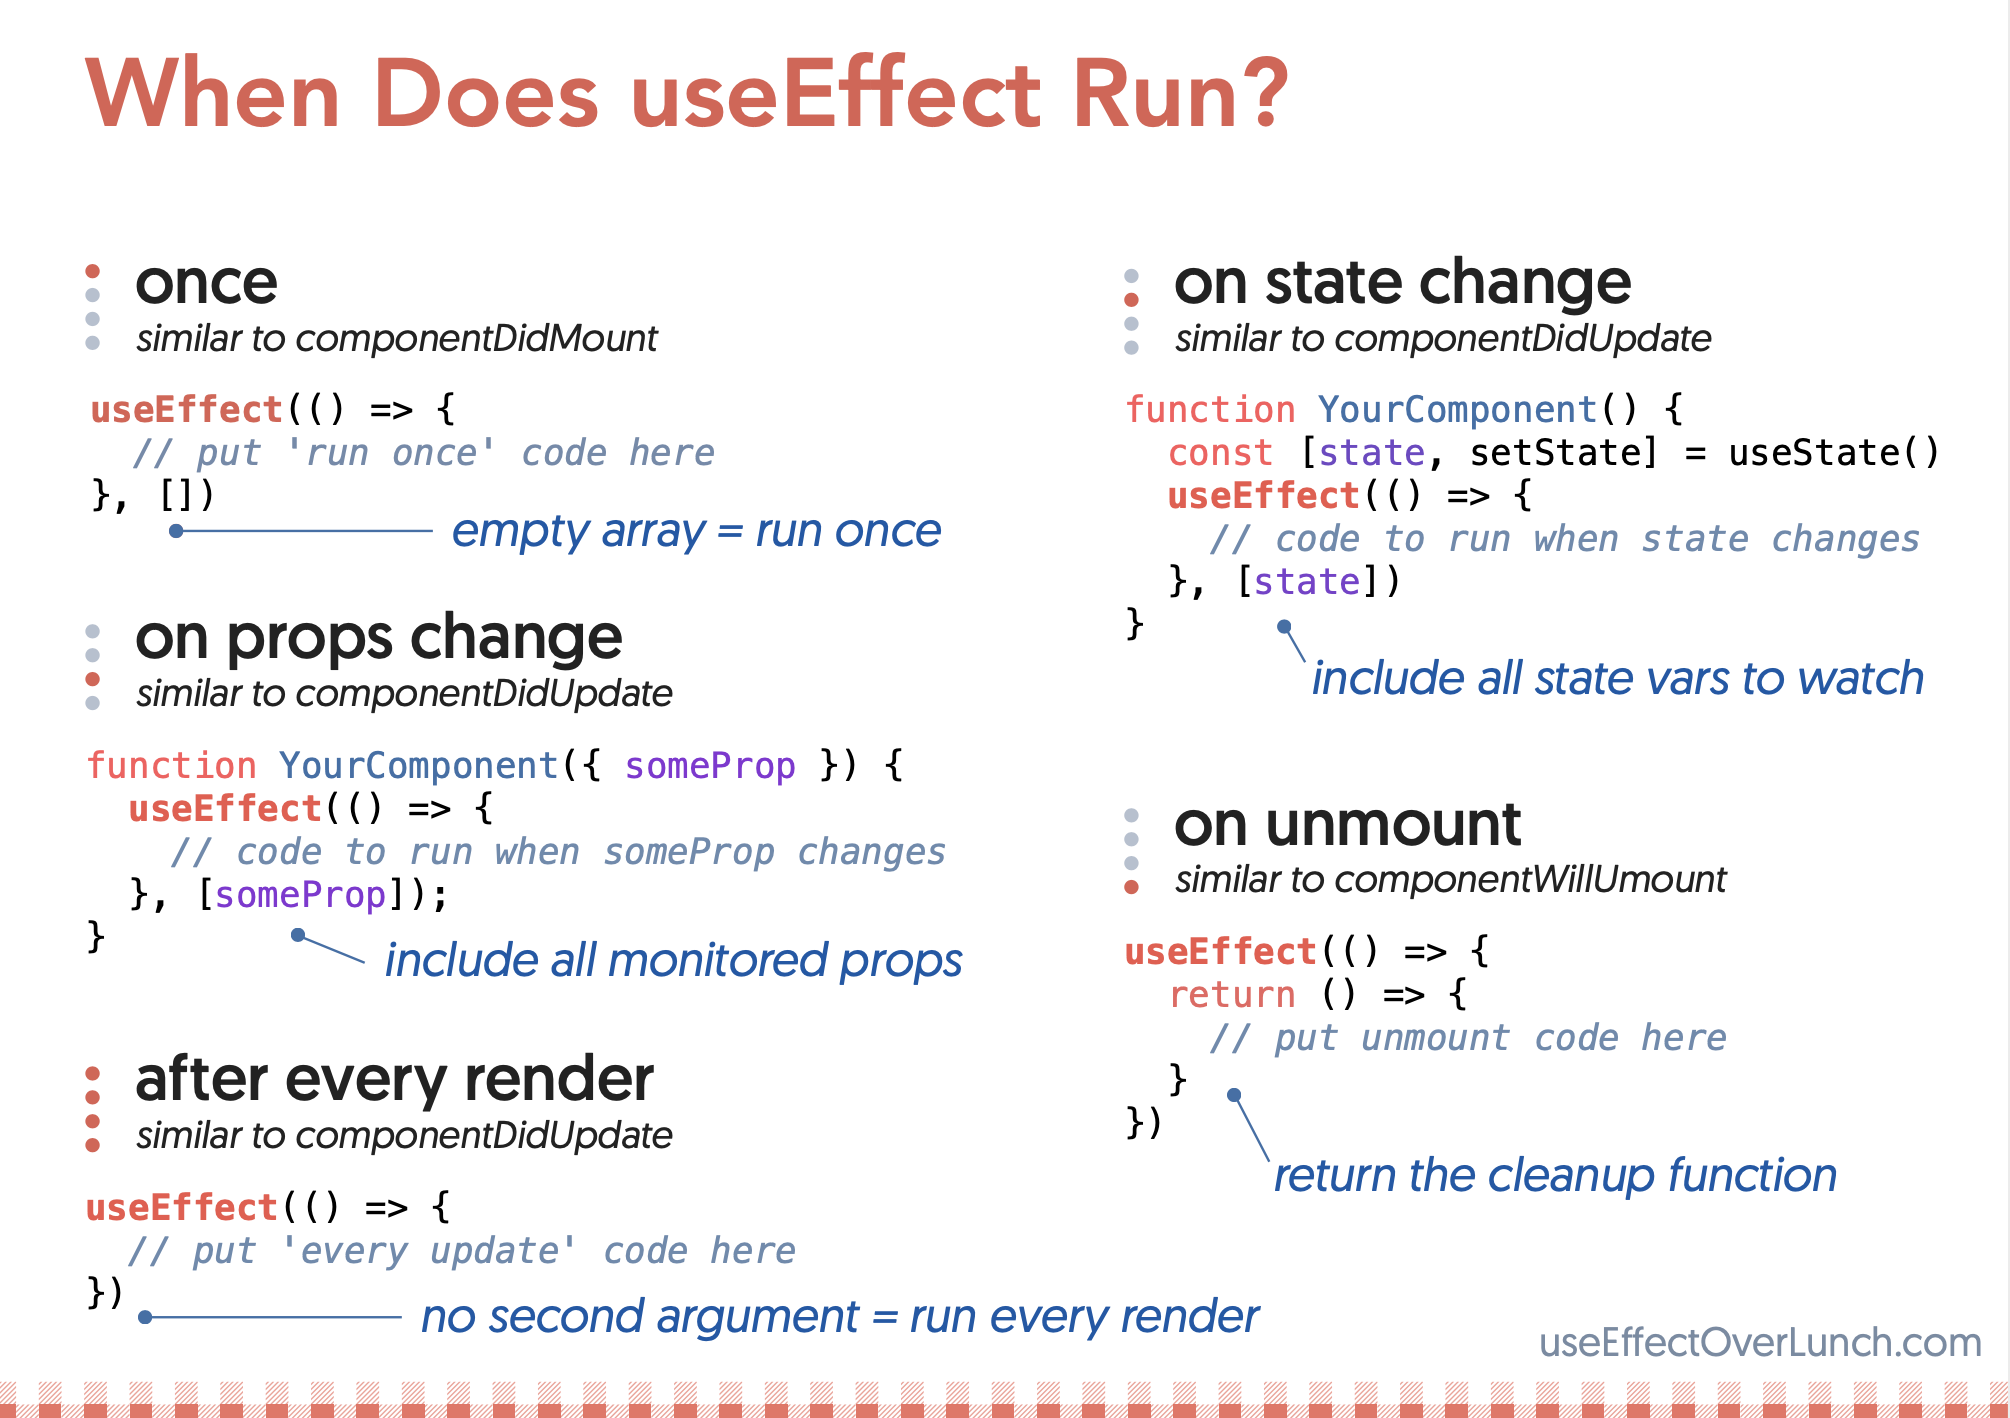 When Does useEffect Run?
once
similar to componentDidMount
useEffect(() => {
  // put 'run once' code here
}, [])
empty array = run once
on props change
similar to componentDidUpdate
function YourComponent({ someProp }) {
  useEffect(() => {
    // code to run when someProp changes
  }, [someProp]);
}
include all monitored props
after every render
similar to componentDidUpdate
useEffect(() => {
  // put 'every update' code here
})
no second argument = run every render
on state change
similar to componentDidUpdate
function YourComponent() {
  const [state, setState] = useState()
  useEffect(() => {
    // code to run when state changes
  }, [state])
}
include all state vars to watch
on unmount
similar to componentWillUmount
useEffect(() => {
  return () => {
    // put unmount code here
  }
})
return the cleanup function
useEffectOverLunch.com